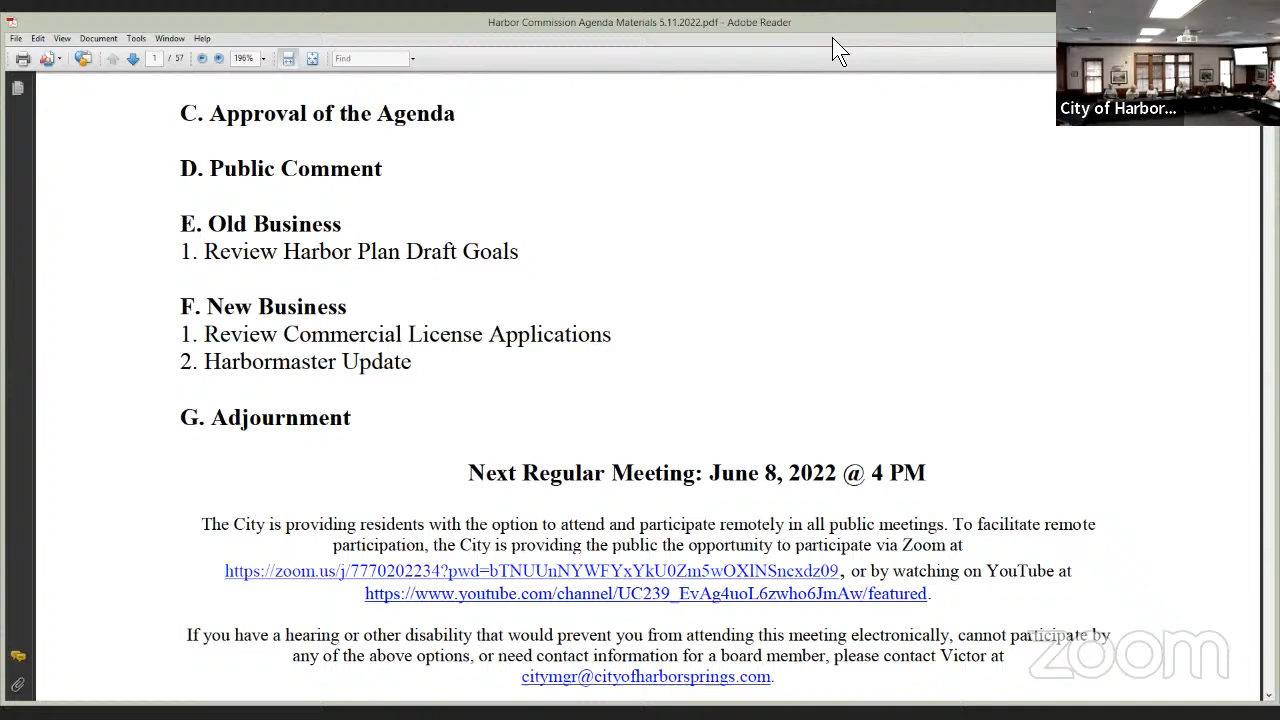 Harbor Commission Agenda Materials 5.11.2022.pdf - Adobe Reader
File Edit View Document Tools Window Help
1 / 57 196% Find
City of Harbor...
C. Approval of the Agenda
D. Public Comment
E. Old Business
1. Review Harbor Plan Draft Goals
F. New Business
1. Review Commercial License Applications
2. Harbormaster Update
G. Adjournment
Next Regular Meeting: June 8, 2022 @ 4 PM
The City is providing residents with the option to attend and participate remotely in all public meetings. To facilitate remote
participation, the City is providing the public the opportunity to participate via Zoom at
https://zoom.us/j/7770202234?pwd=bTNUUnNYWFYxYkU0Zm5wOXlNSncxdz09, or by watching on YouTube at
https://www.youtube.com/channel/UC239_EvAg4uoL6zwho6JmAw/featured.
If you have a hearing or other disability that would prevent you from attending this meeting electronically, cannot participate by
any of the above options, or need contact information for a board member, please contact Victor at
citymgr@cityofharborsprings.com.
zoom